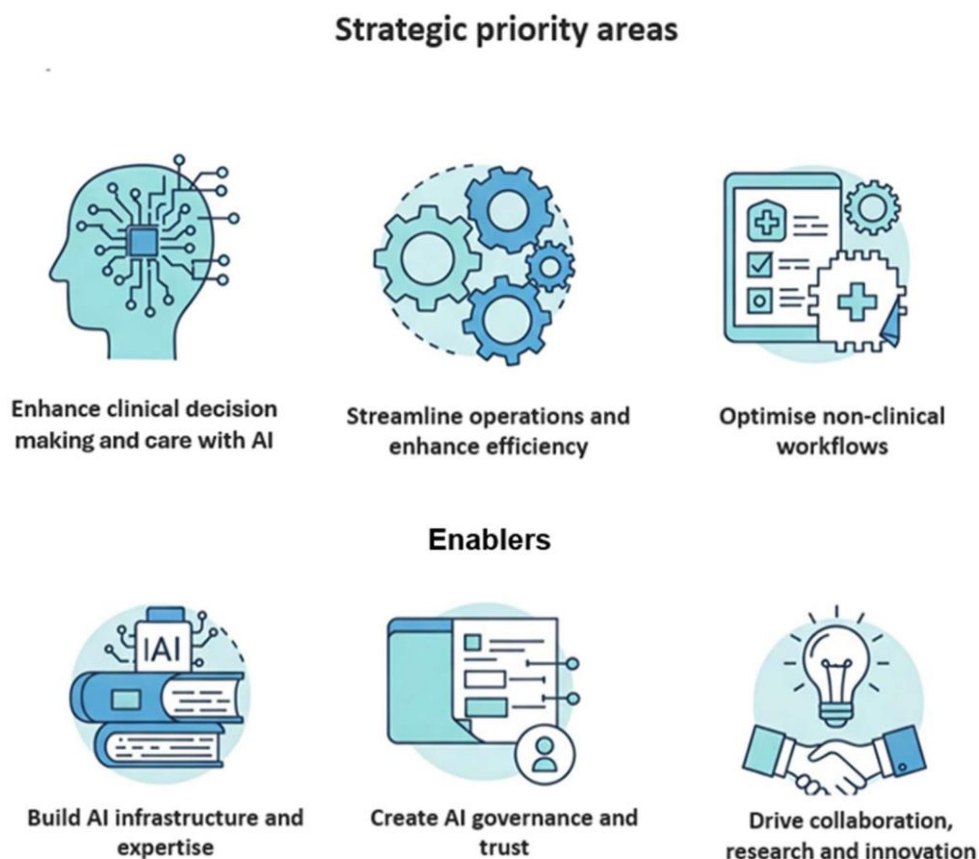 Strategic priority areas
Enhance clinical decision
making and care with AI
Streamline operations and
enhance efficiency
Optimise non-clinical
workflows
Enablers
IAI
Build AI infrastructure and
expertise
Create AI governance and
trust
Drive collaboration,
research and innovation